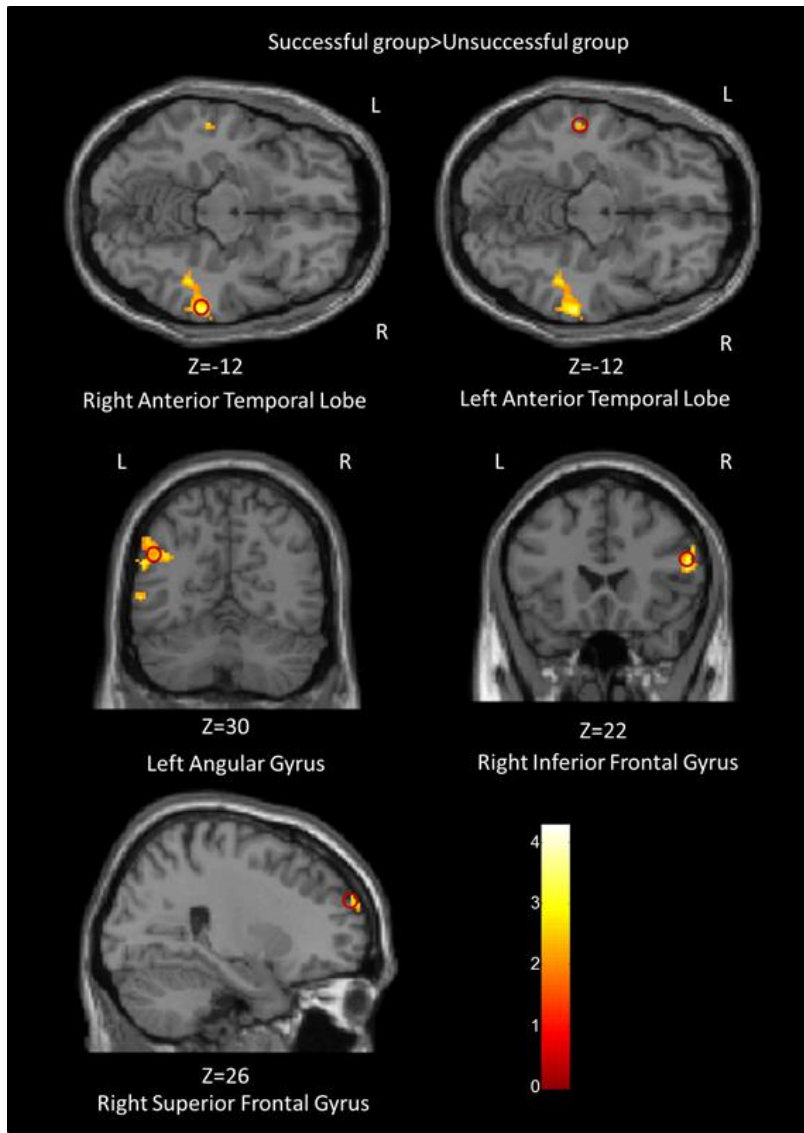 Successful group>Unsuccessful group
L
L
R
R
Z=-12
Z=-12
Right Anterior Temporal Lobe
Left Anterior Temporal Lobe
L
R
L
R
Z=30
Z=22
Left Angular Gyrus
Right Inferior Frontal Gyrus
4
3
2
1
0
Z=26
Right Superior Frontal Gyrus